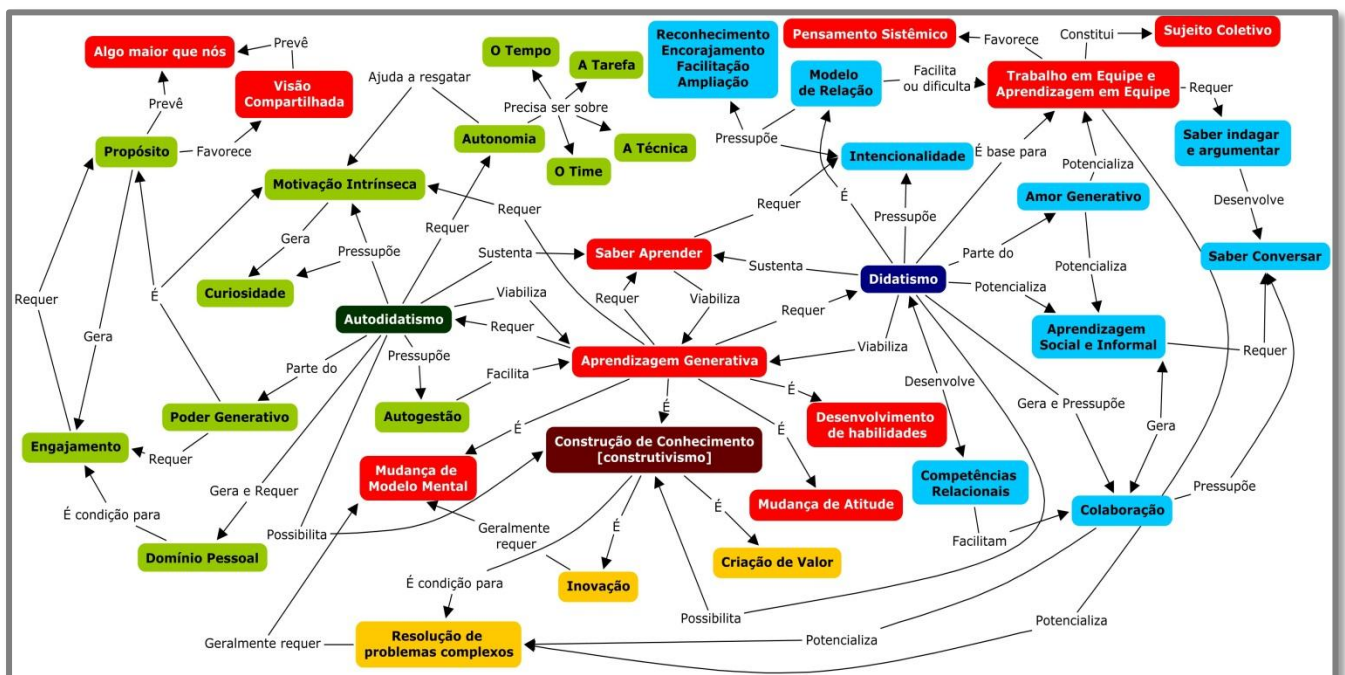 Algo maior que nós
Prevê
Visão
Compartilhada
Prevê
Propósito
Favorece
Ajuda a resgatar
O Tempo
A Tarefa
Precisa ser sobre
Autonomia
A Técnica
O Time
Motivação Intrínseca
Reconhecimento
Encorajamento
Facilitação
Ampliação
Modelo
de Relação
Pressupõe
Intencionalidade
Facilita
ou dificulta
Pensamento Sistêmico
Favorece
Constitui
Sujeito Coletivo
Trabalho em Equipe e
Aprendizagem em Equipe
Requer
Saber indagar
e argumentar
É base para
Potencializa
Amor Generativo
Desenvolve
Saber Conversar
Requer
É
Pressupõe
Requer
Requer
Gera
Pressupõe
Curiosidade
Requer
É
Gera
Autodidatismo
Sustenta
Saber Aprender
Sustenta
Didatismo
Parte do
Potencializa
Potencializa
Aprendizagem
Social e Informal
Requer
Viabiliza
Requer
Requer
Viabiliza
Requer
Viabiliza
Aprendizagem Generativa
Parte do
Pressupõe
Facilita
Autogestão
Poder Generativo
Requer
Engajamento
É condição para
Domínio Pessoal
Gera e Requer
Possibilita
É
É
É
É
Desenvolvimento
de habilidades
Construção de Conhecimento
[construtivismo]
Mudança de
Modelo Mental
Mudança de Atitude
Desenvolve
Competências
Relacionais
Facilitam
Gera e Pressupõe
Gera
Colaboração
Pressupõe
Geralmente
requer
É
É
Inovação
Criação de Valor
É condição para
Geralmente requer
Resolução de
problemas complexos
Possibilita
Potencializa
Potencializa